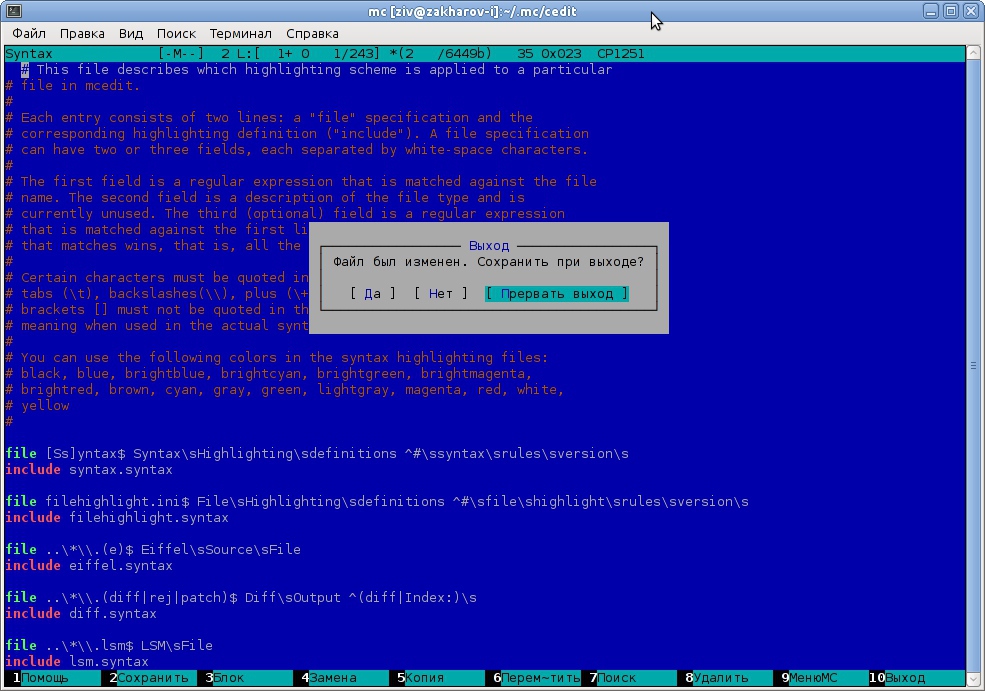 mc [ziv@zakharov-i]:~/.mc/cedit
Файл Правка Вид Поиск Терминал Справка
Syntax [-M--] 2 L:[ 1+ 0 1/243] *(2 /6449b) 35 0x023 CP1251
# This file describes which highlighting scheme is applied to a particular
# file in mcedit.
#
# Each entry consists of two lines: a "file" specification and the
# corresponding highlighting definition ("include"). A file specification
# can have two or three fields, each separated by white-space characters.
#
# The first field is a regular expression that is matched against the file
# name. The second field is a description of the file type and is
# currently unused. The third (optional) field is a regular expression
# that is matched against the first li
# that matches wins, that is, all the
#
# Certain characters must be quoted in
# tabs (\t), backslashes(\\), plus (\+
# brackets [] must not be quoted in th
# meaning when used in the actual synt
Выход
Файл был изменен. Сохранить при выходе?
[ Да ] [ Нет ] [ Прервать выход ]
#
# You can use the following colors in the syntax highlighting files:
# black, blue, brightblue, brightcyan, brightgreen, brightmagenta,
# brightred, brown, cyan, gray, green, lightgray, magenta, red, white,
# yellow
#
file [Ss]yntax$ Syntax\sHighlighting\sdefinitions ^#\ssyntax\srules\sversion\s
include syntax.syntax
file filehighlight.ini$ File\sHighlighting\sdefinitions ^#\sfile\shighlight\srules\sversion\s
include filehighlight.syntax
file ..\*\\.(e)$ Eiffel\sSource\sFile
include eiffel.syntax
file ..\*\\.(diff|rej|patch)$ Diff\sOutput ^(diff|Index:)\s
include diff.syntax
file ..\*\\.lsm$ LSM\sFile
include lsm.syntax
1Помощь 2Сохранить 3Блок 4Замена 5Копия 6Перем~тить 7Поиск 8Удалить 9МенюМС 10Выход